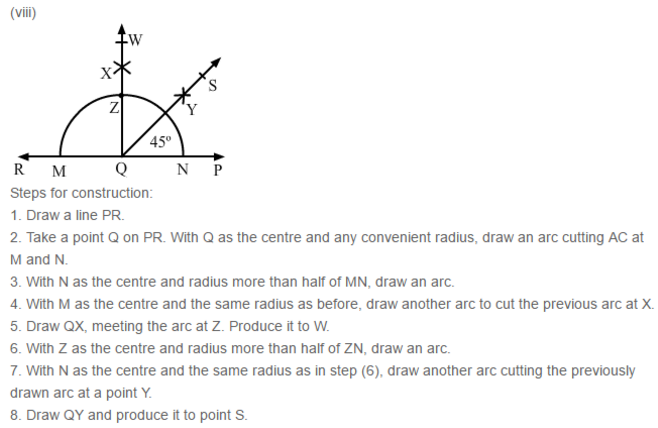 (viii)
W
X
S
Z
Y
45º
R M Q N P
Steps for construction:
1. Draw a line PR.
2. Take a point Q on PR. With Q as the centre and any convenient radius, draw an arc cutting AC at
M and N.
3. With N as the centre and radius more than half of MN, draw an arc.
4. With M as the centre and the same radius as before, draw another arc to cut the previous arc at X.
5. Draw QX, meeting the arc at Z. Produce it to W.
6. With Z as the centre and radius more than half of ZN, draw an arc.
7. With N as the centre and the same radius as in step (6), draw another arc cutting the previously
drawn arc at a point Y.
8. Draw QY and produce it to point S.